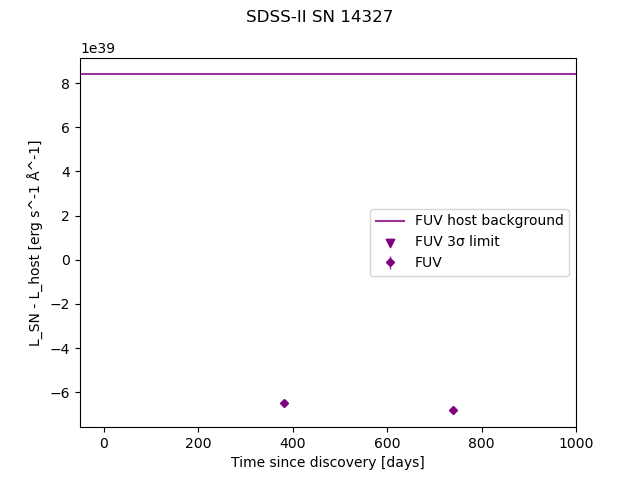 SDSS-II SN 14327
1e39
8
6
4
2
0
−2
−4
−6
L_SN - L_host [erg s^-1 Å^-1]
FUV host background
FUV 3σ limit
FUV
0 200 400 600 800 1000
Time since discovery [days]